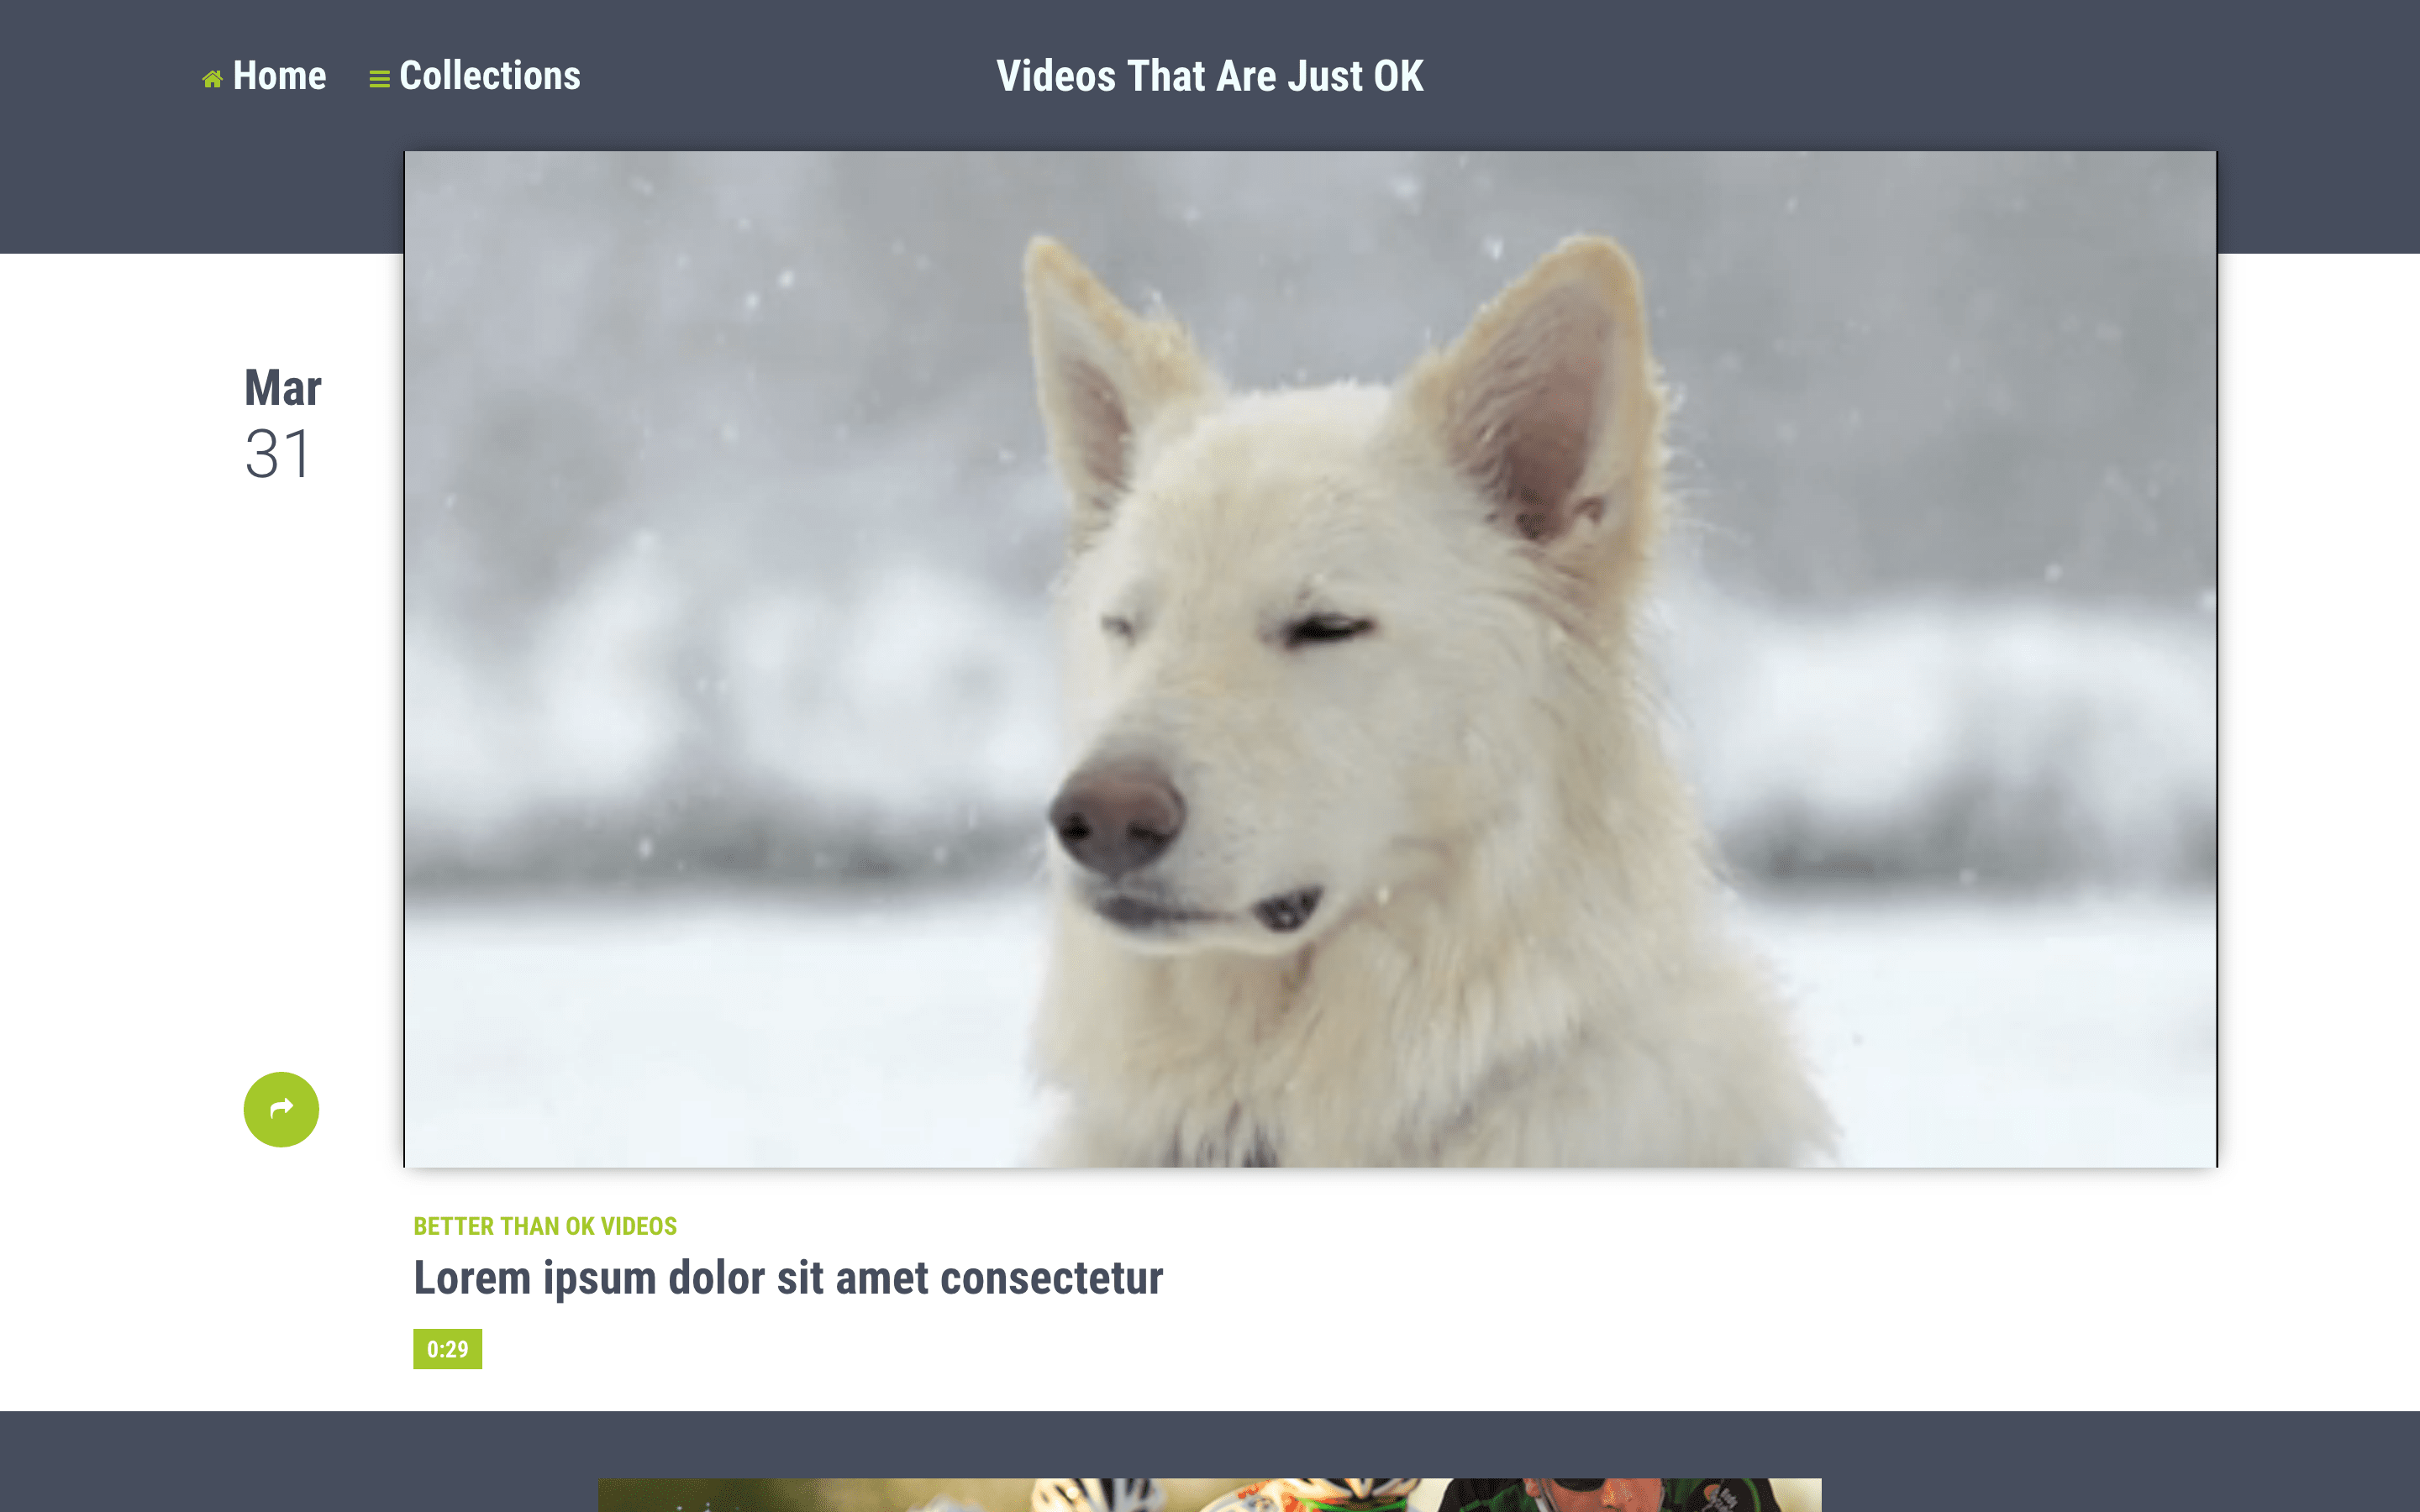 Home
Collections
Videos That Are Just OK
Mar
31
BETTER THAN OK VIDEOS
Lorem ipsum dolor sit amet consectetur
0:29